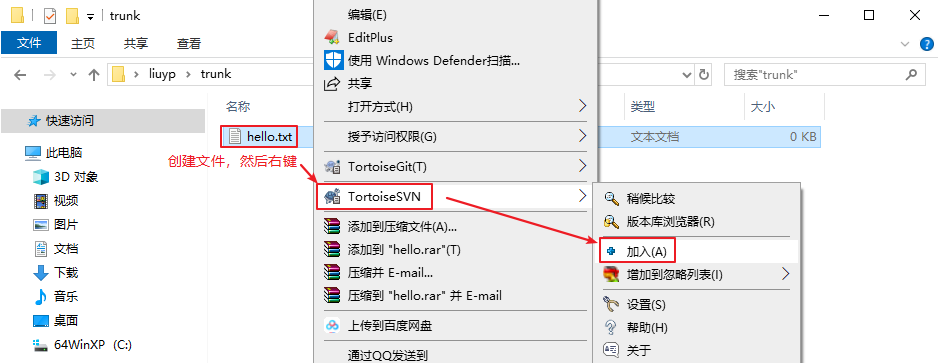 trunk
文件
主页
共享
查看
liuyp
trunk
搜索"trunk"
名称
类型
大小
快速访问
hello.txt
文本文档
0 KB
创建文件，然后右键
此电脑
3D 对象
视频
图片
文档
下载
音乐
桌面
64WinXP (C:)
编辑(E)
EditPlus
使用 Windows Defender扫描...
共享
打开方式(H)
授予访问权限(G)
TortoiseGit(T)
TortoiseSVN
添加到压缩文件(A)...
添加到 "hello.rar"(T)
压缩并 E-mail...
压缩到 "hello.rar" 并 E-mail
上传到百度网盘
通过QQ发送到
稍候比较
版本库浏览器(R)
加入(A)
增加到忽略列表(I)
设置(S)
帮助(H)
关于